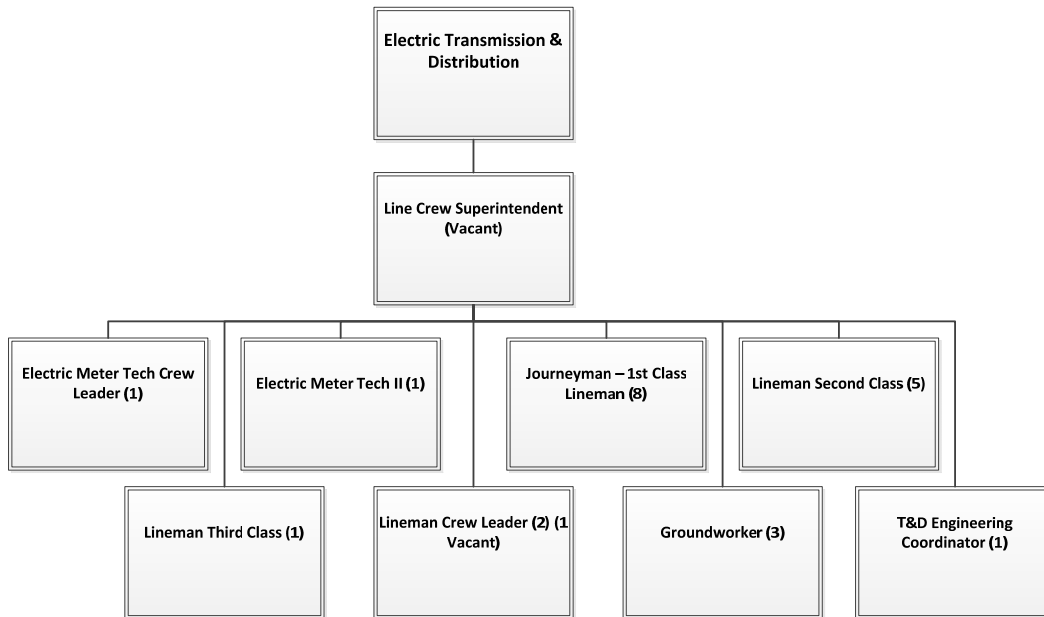 Electric Transmission &
Distribution
Line Crew Superintendent
(Vacant)
Electric Meter Tech Crew
Leader (1)
Electric Meter Tech II (1)
Journeyman – 1st Class
Lineman (8)
Lineman Second Class (5)
Lineman Third Class (1)
Lineman Crew Leader (2) (1
Vacant)
Groundworker (3)
T&D Engineering
Coordinator (1)